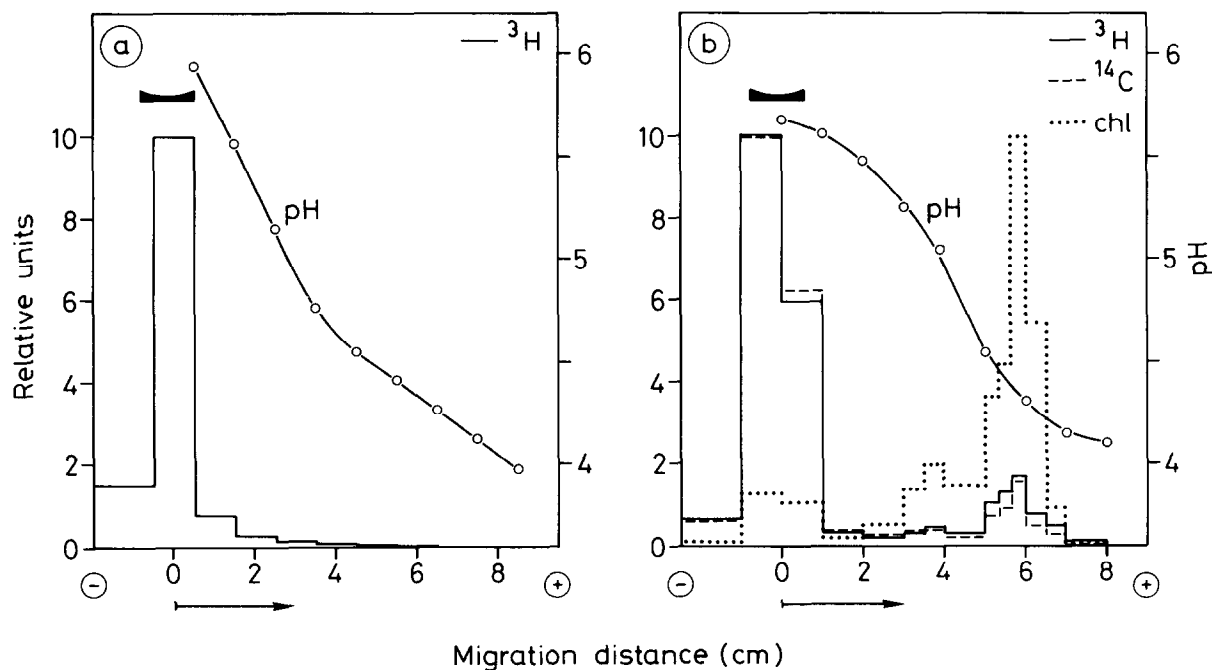 a
— ³H
pH
Relative units
10
8
6
4
2
0
6
5
4
0 2 4 6 8
⊖ ⊕
b
— ³H
--- ¹⁴C
····· chl
pH
10
8
6
4
2
0
6
5
4
pH
0 2 4 6 8
⊖ ⊕
Migration distance (cm)